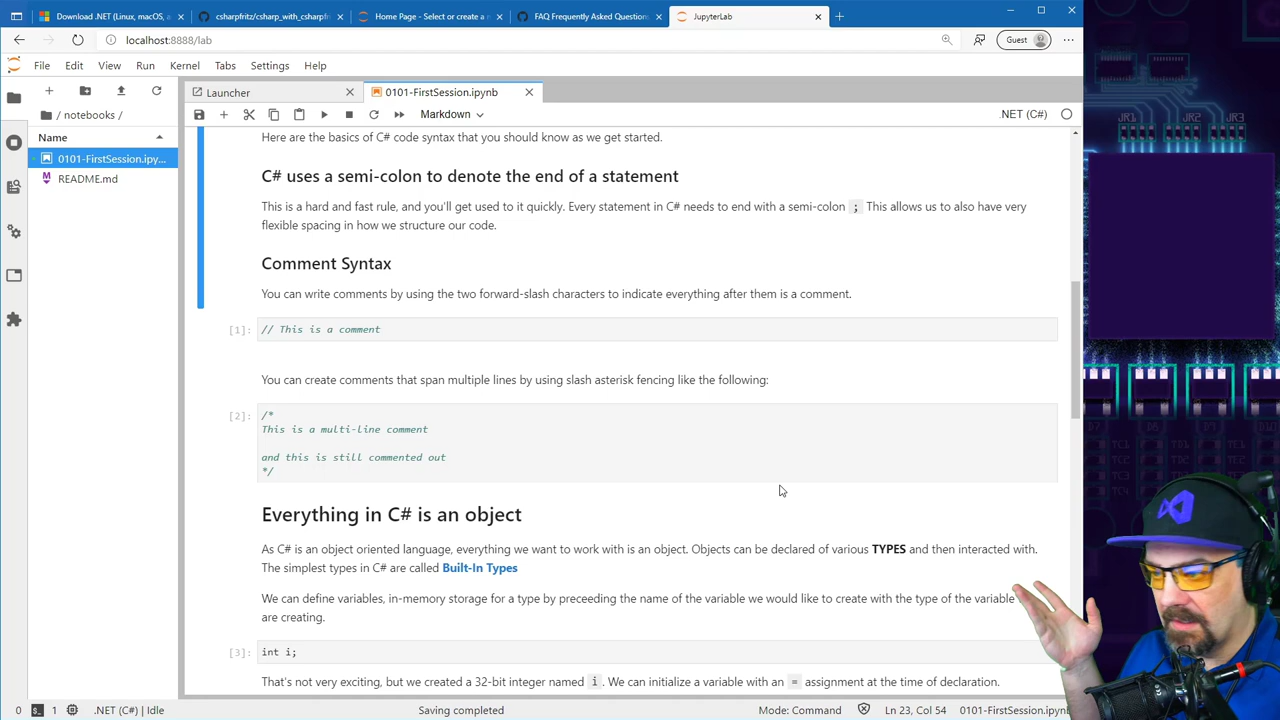 Download .NET (Linux, macOS, a
csharpfritz/csharp_with_csharpf
Home Page - Select or create a n
FAQ Frequently Asked Questions
JupyterLab
localhost:8888/lab
Guest
File Edit View Run Kernel Tabs Settings Help
Launcher
0101-FirstSession.ipynb
/ notebooks /
Markdown
.NET (C#)
Name
0101-FirstSession.ipy...
README.md
Here are the basics of C# code syntax that you should know as we get started.
C# uses a semi-colon to denote the end of a statement
This is a hard and fast rule, and you'll get used to it quickly. Every statement in C# needs to end with a semi-colon ; This allows us to also have very
flexible spacing in how we structure our code.
Comment Syntax
You can write comments by using the two forward-slash characters to indicate everything after them is a comment.
[1]: // This is a comment
You can create comments that span multiple lines by using slash asterisk fencing like the following:
[2]: /*
This is a multi-line comment
and this is still commented out
*/
Everything in C# is an object
As C# is an object oriented language, everything we want to work with is an object. Objects can be declared of various TYPES and then interacted with.
The simplest types in C# are called Built-In Types
We can define variables, in-memory storage for a type by preceeding the name of the variable we would like to create with the type of the variable
are creating.
[3]: int i;
That's not very exciting, but we created a 32-bit integer named i. We can initialize a variable with an = assignment at the time of declaration.
0 1 .NET (C#) | Idle
Saving completed
Mode: Command
Ln 23, Col 54
0101-FirstSession.ipynb
JR1
JR2
JR3
D7
D8
D9
D10